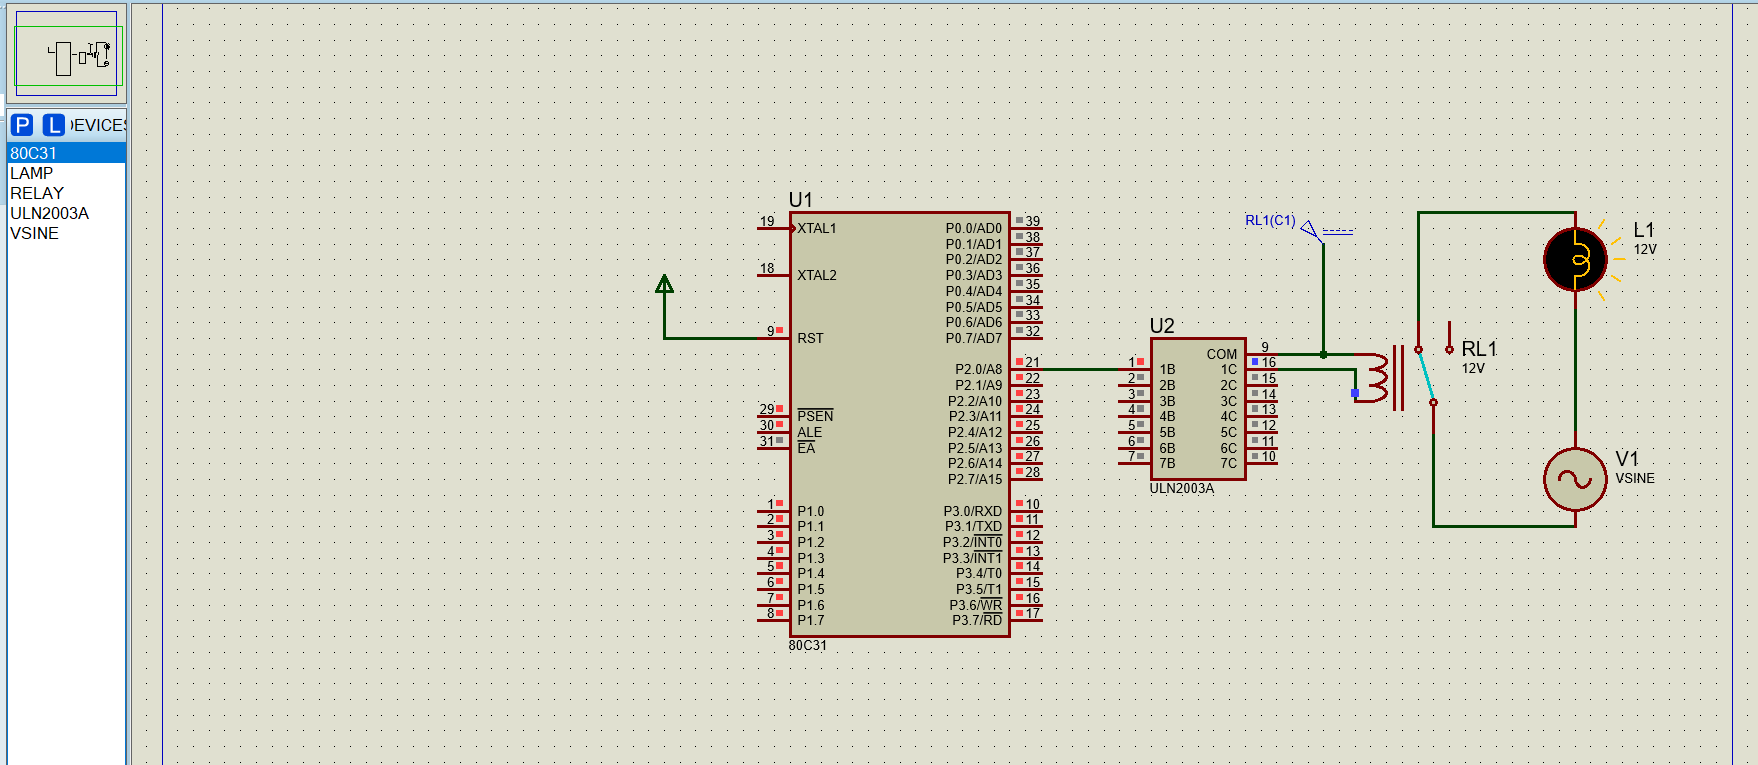 P L DEVICES
80C31
LAMP
RELAY
ULN2003A
VSINE
U1
19 XTAL1
18 XTAL2
9 RST
29 PSEN
30 ALE
31 EA
1 P1.0
2 P1.1
3 P1.2
4 P1.3
5 P1.4
6 P1.5
7 P1.6
8 P1.7
P0.0/AD0 39
P0.1/AD1 38
P0.2/AD2 37
P0.3/AD3 36
P0.4/AD4 35
P0.5/AD5 34
P0.6/AD6 33
P0.7/AD7 32
P2.0/A8 21
P2.1/A9 22
P2.2/A10 23
P2.3/A11 24
P2.4/A12 25
P2.5/A13 26
P2.6/A14 27
P2.7/A15 28
P3.0/RXD 10
P3.1/TXD 11
P3.2/INT0 12
P3.3/INT1 13
P3.4/T0 14
P3.5/T1 15
P3.6/WR 16
P3.7/RD 17
80C31
RL1(C1)
U2
COM 9
1 1B 1C 16
2 2B 2C 15
3 3B 3C 14
4 4B 4C 13
5 5B 5C 12
6 6B 6C 11
7 7B 7C 10
ULN2003A
RL1
12V
L1
12V
V1
VSINE